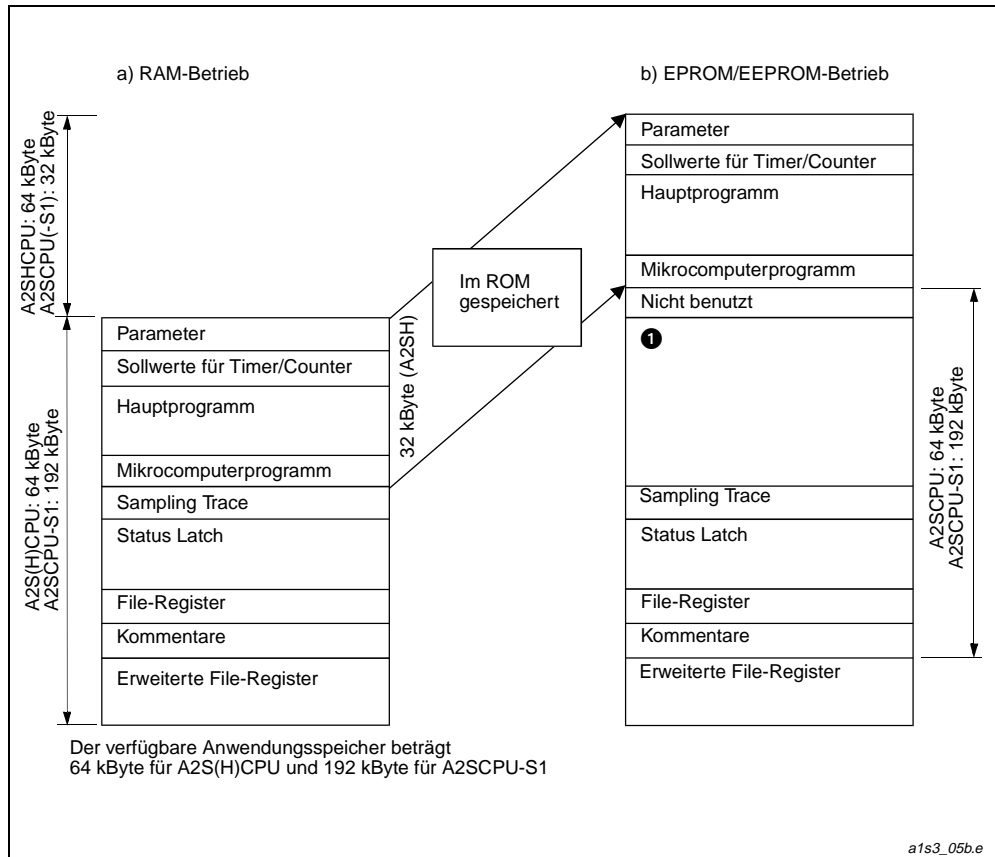 a) RAM-Betrieb
b) EPROM/EEPROM-Betrieb
A2SHCPU: 64 kByte
A2SCPU(-S1): 32 kByte
A2S(H)CPU: 64 kByte
A2SCPU-S1: 192 kByte
Parameter
Sollwerte für Timer/Counter
Hauptprogramm
Mikrocomputerprogramm
Sampling Trace
Status Latch
File-Register
Kommentare
Erweiterte File-Register
32 kByte (A2SH)
Im ROM
gespeichert
Parameter
Sollwerte für Timer/Counter
Hauptprogramm
Mikrocomputerprogramm
Nicht benutzt
❶
Sampling Trace
Status Latch
File-Register
Kommentare
Erweiterte File-Register
A2SCPU: 64 kByte
A2SCPU-S1: 192 kByte
Der verfügbare Anwendungsspeicher beträgt
64 kByte für A2S(H)CPU und 192 kByte für A2SCPU-S1
a1s3_05b.e